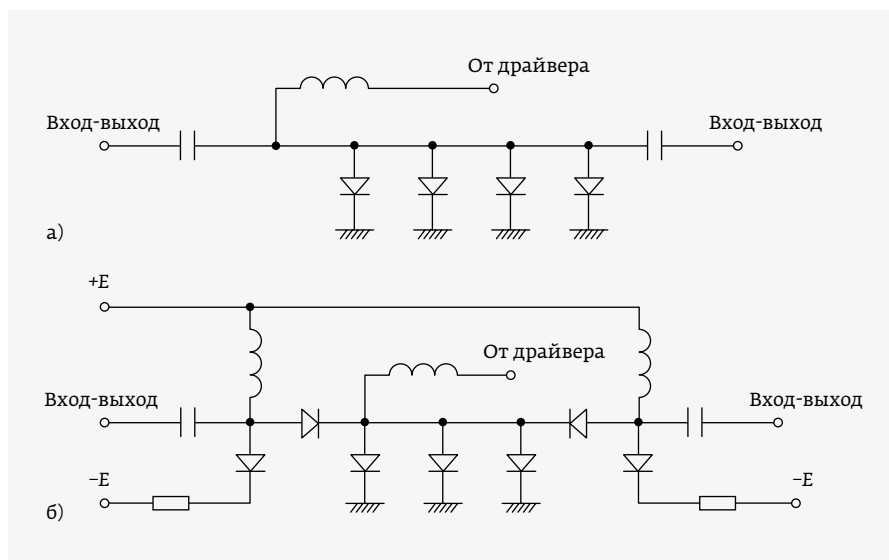 От драйвера
Вход-выход
Вход-выход
а)
+E
От драйвера
Вход-выход
Вход-выход
–E
–E
б)